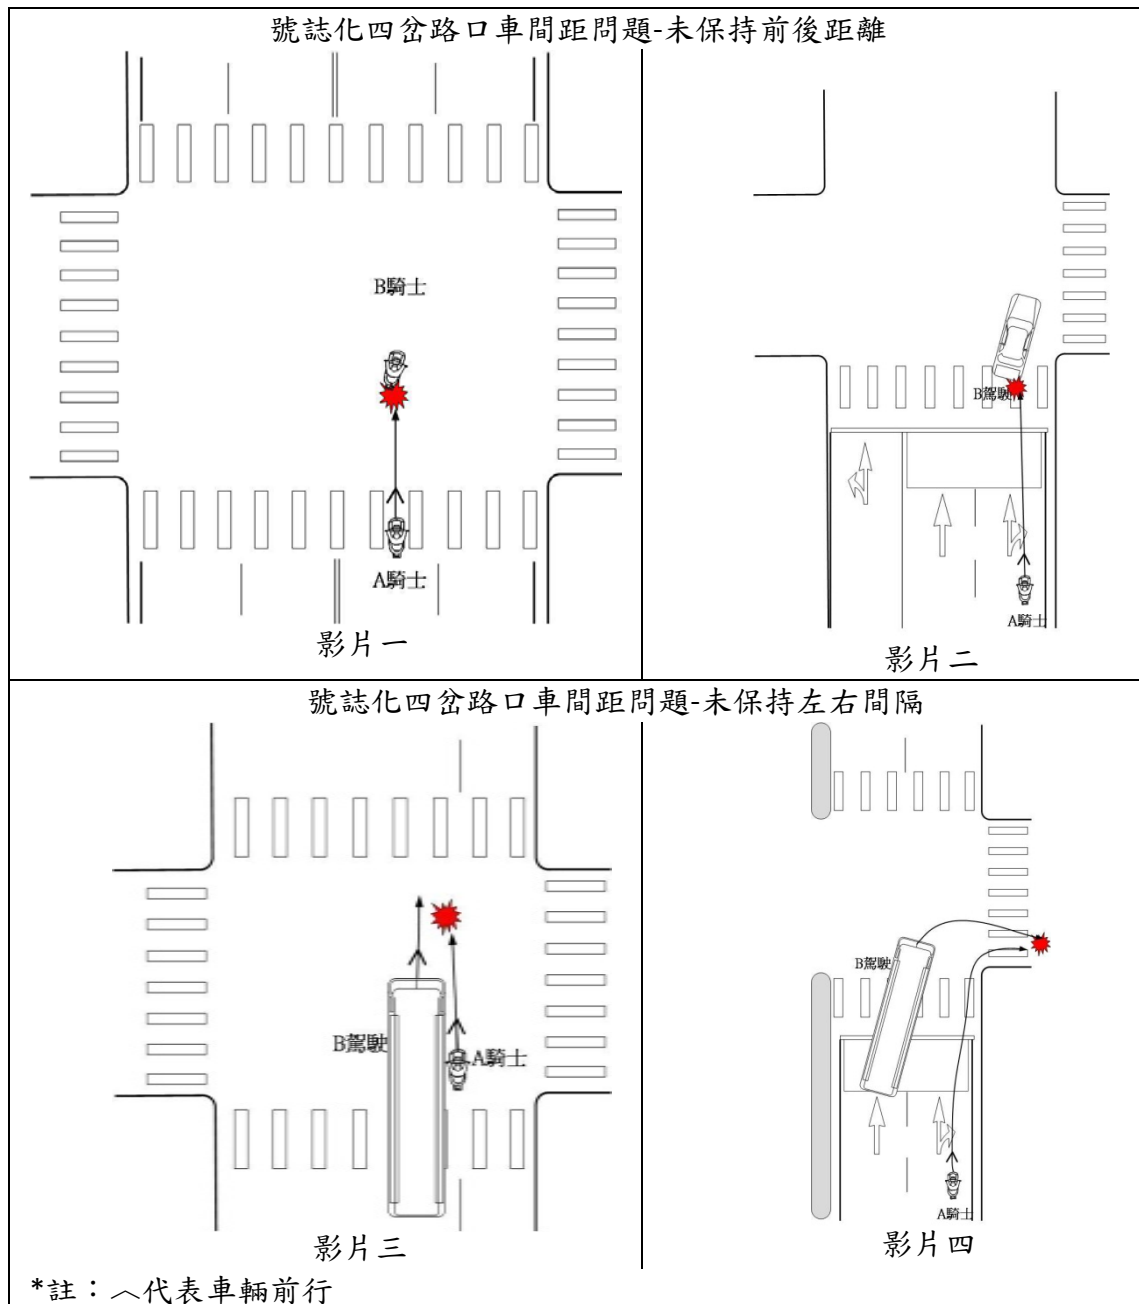 號誌化四岔路口車間距問題-未保持前後距離
B騎士
A騎士
影片一
B駕駛
A騎士
影片二
號誌化四岔路口車間距問題-未保持左右間隔
B駕駛
A騎士
影片三
B駕駛
A騎士
影片四
*註：︿代表車輛前行